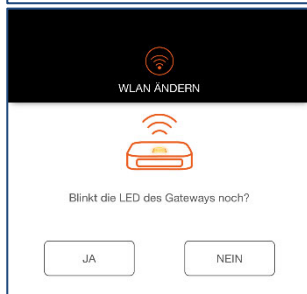 WLAN ÄNDERN
Blinkt die LED des Gateways noch?
JA
NEIN